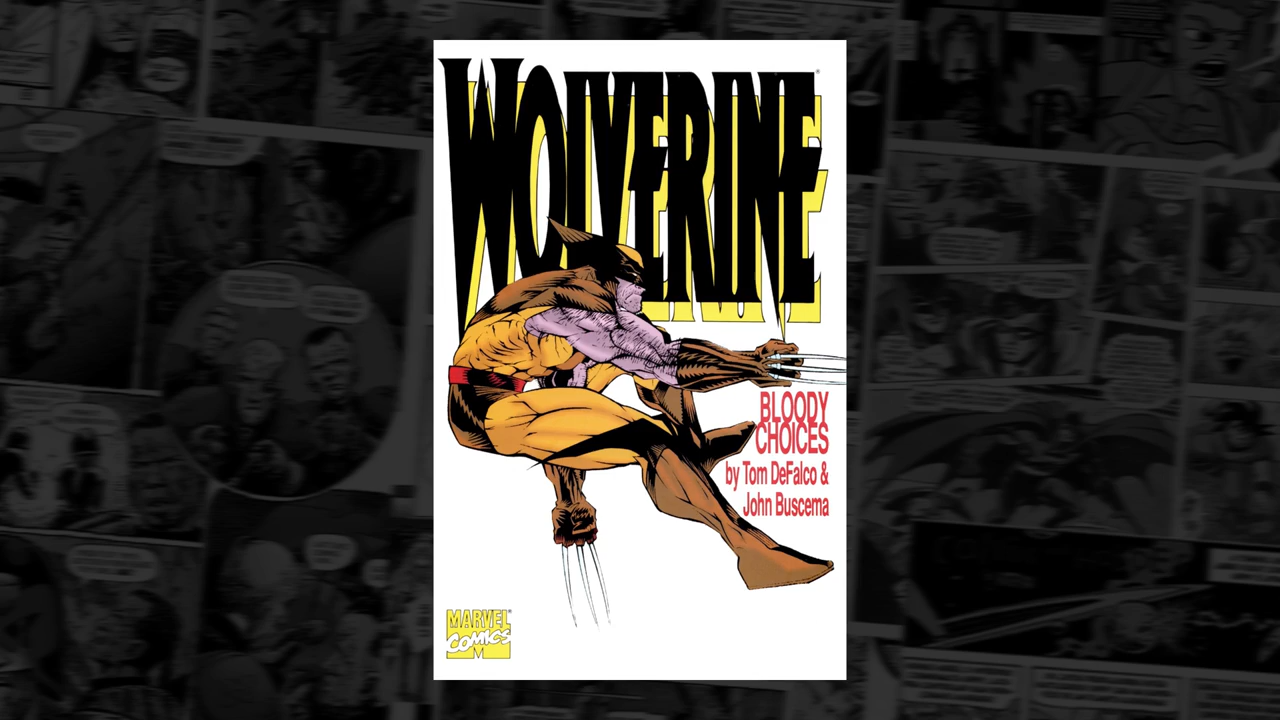 WOLVERINE
BLOODY
CHOICES
by Tom DeFalco &
John Buscema
MARVEL
COMICS